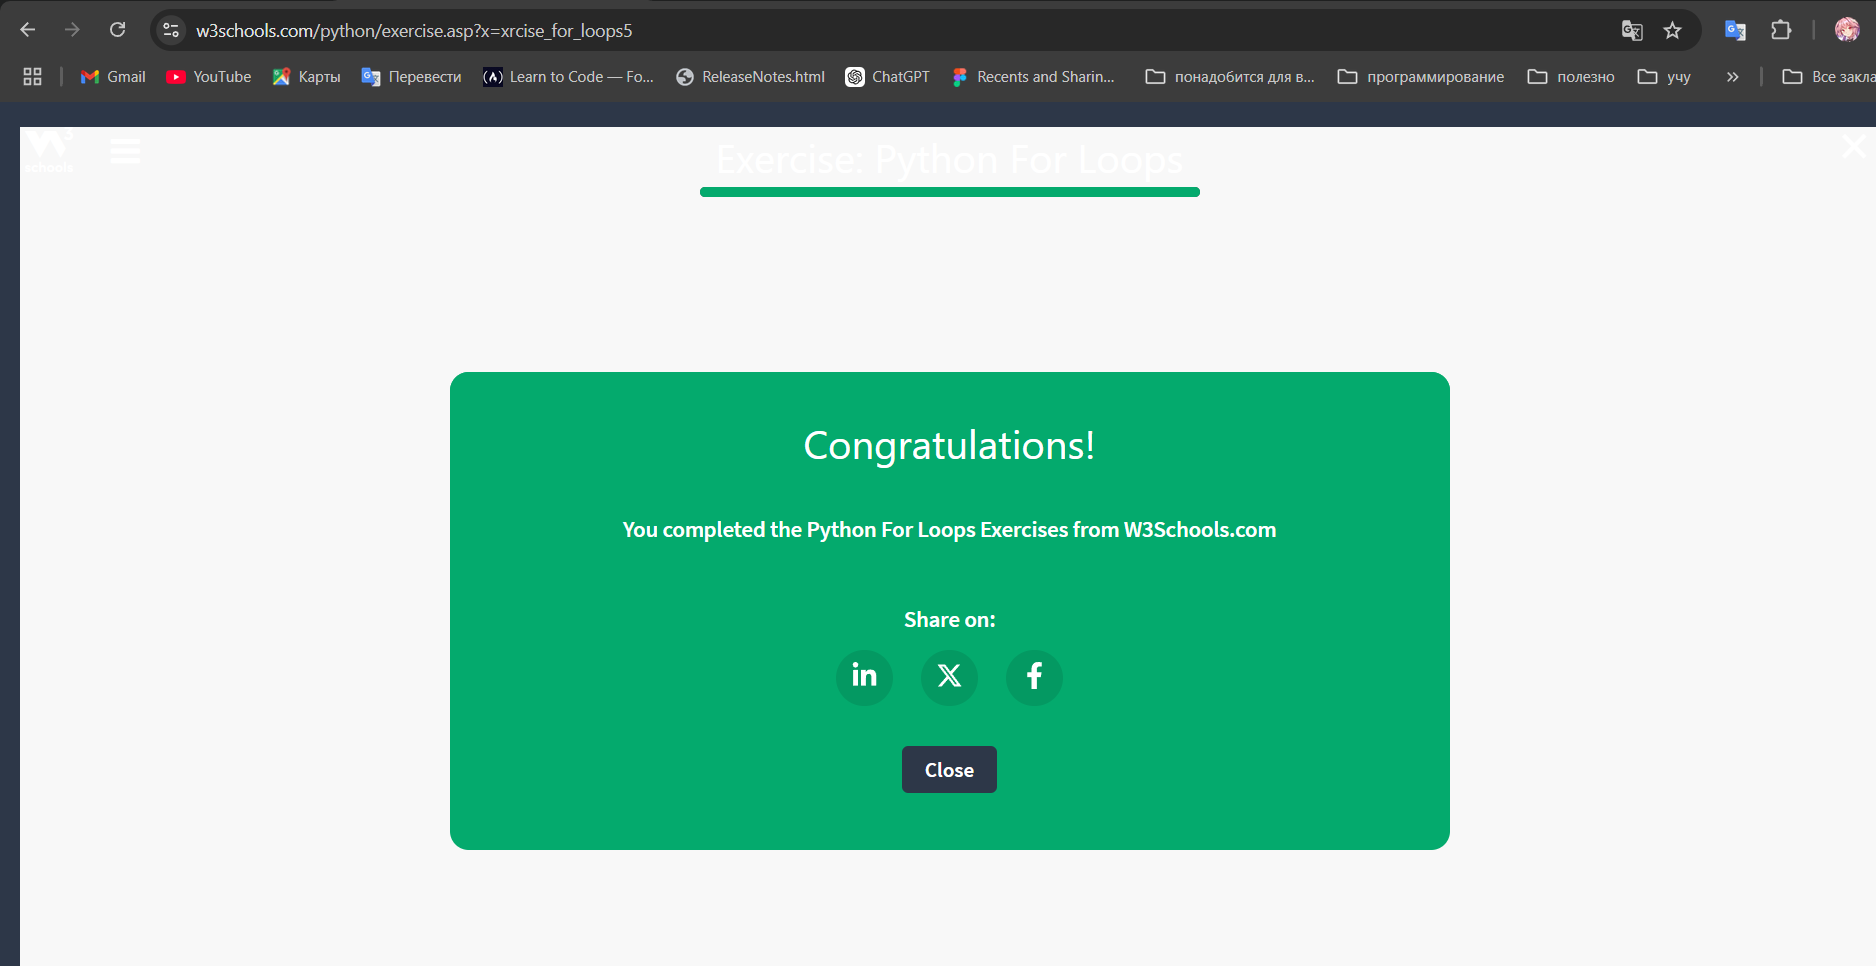 w3schools.com/python/exercise.asp?x=xrcise_for_loops5
Gmail YouTube Карты Перевести Learn to Code — Fo... ReleaseNotes.html ChatGPT Recents and Sharin... понадобится для в... программирование полезно учу » Все закла
W3 schools
Exercise: Python For Loops
Congratulations!
You completed the Python For Loops Exercises from W3Schools.com
Share on:
Close